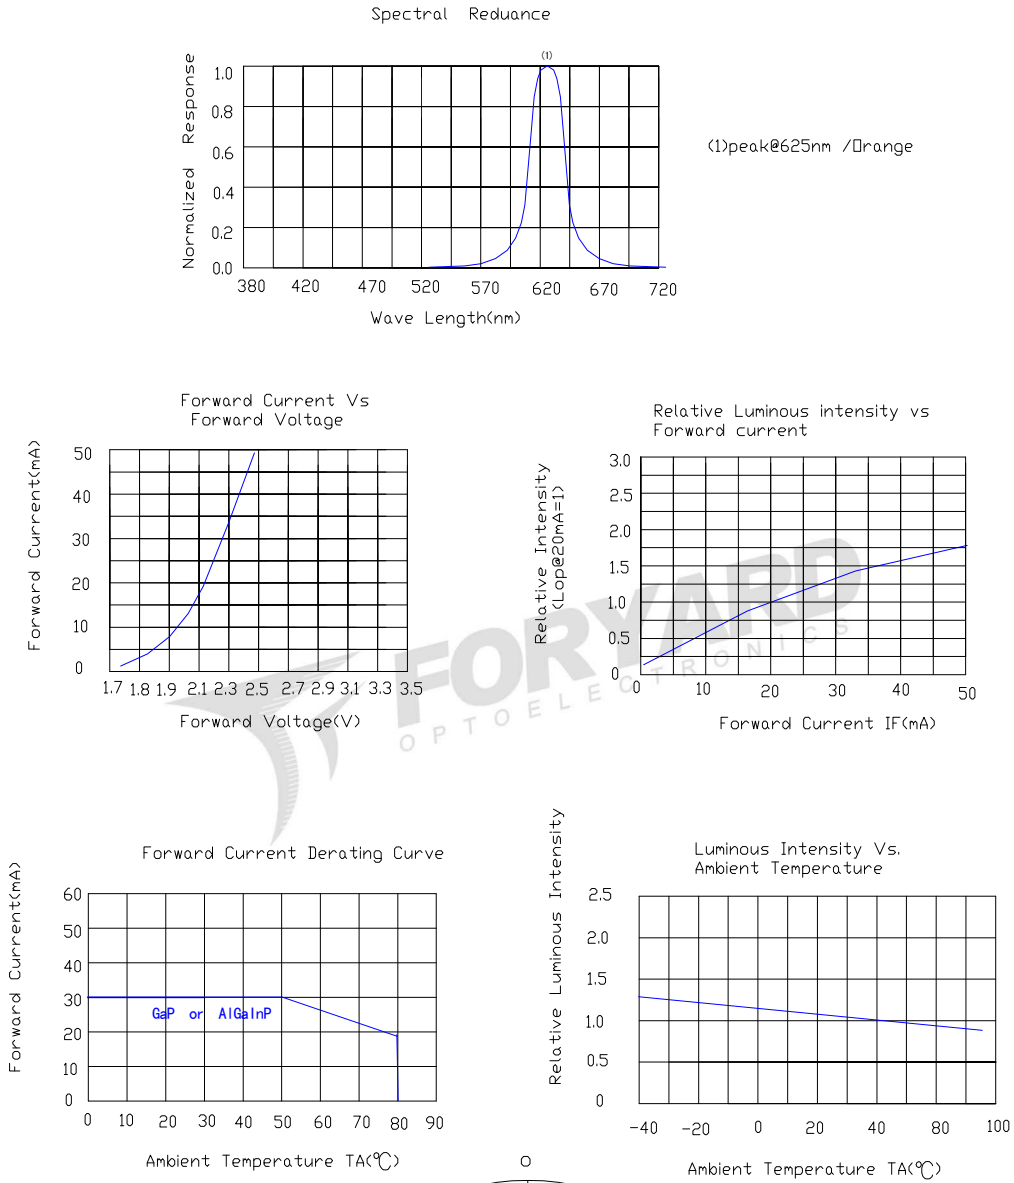 Spectral Reduance
(1)
Normalized Response
1.0
0.8
0.6
0.4
0.2
0.0
380 420 470 520 570 620 670 720
Wave Length(nm)
(1)peak@625nm /Orange
Forward Current Vs
Forward Voltage
Forward Current(mA)
50
40
30
20
10
0
1.7 1.8 1.9 2.1 2.3 2.5 2.7 2.9 3.1 3.3 3.5
Forward Voltage(V)
Relative Luminous intensity vs
Forward current
Relative Intensity
(Lop@20mA=1)
3.0
2.5
2.0
1.5
1.0
0.5
0
0 10 20 30 40 50
Forward Current IF(mA)
FORYARD
OPTOELECTRONICS
Forward Current Derating Curve
Forward Current(mA)
60
50
40
30
20
10
0
GaP or AlGaInP
0 10 20 30 40 50 60 70 80 90
Ambient Temperature TA(℃)
Luminous Intensity Vs.
Ambient Temperature
Relative Luminous Intensity
2.5
2.0
1.5
1.0
0.5
0
-40 -20 0 20 40 80 100
Ambient Temperature TA(℃)
0